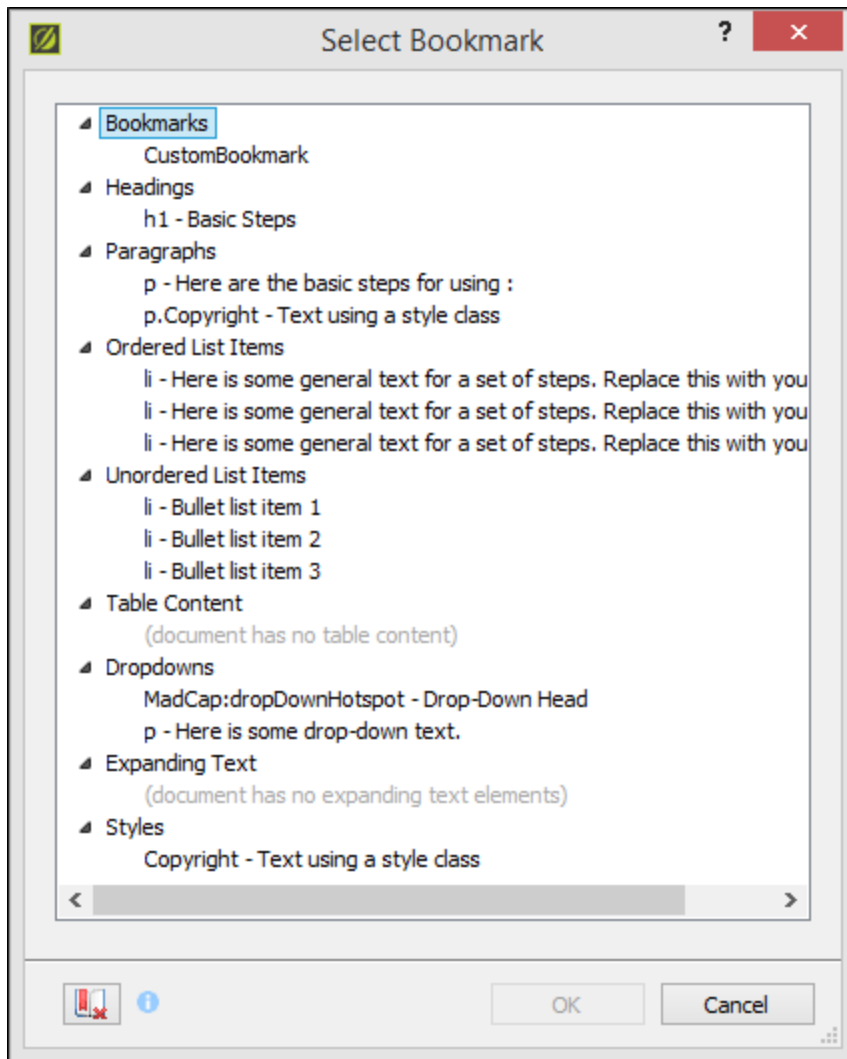 Select Bookmark
?
Bookmarks
CustomBookmark
Headings
h1 - Basic Steps
Paragraphs
p - Here are the basic steps for using :
p.Copyright - Text using a style class
Ordered List Items
li - Here is some general text for a set of steps. Replace this with you
li - Here is some general text for a set of steps. Replace this with you
li - Here is some general text for a set of steps. Replace this with you
Unordered List Items
li - Bullet list item 1
li - Bullet list item 2
li - Bullet list item 3
Table Content
(document has no table content)
Dropdowns
MadCap:dropDownHotspot - Drop-Down Head
p - Here is some drop-down text.
Expanding Text
(document has no expanding text elements)
Styles
Copyright - Text using a style class
OK
Cancel